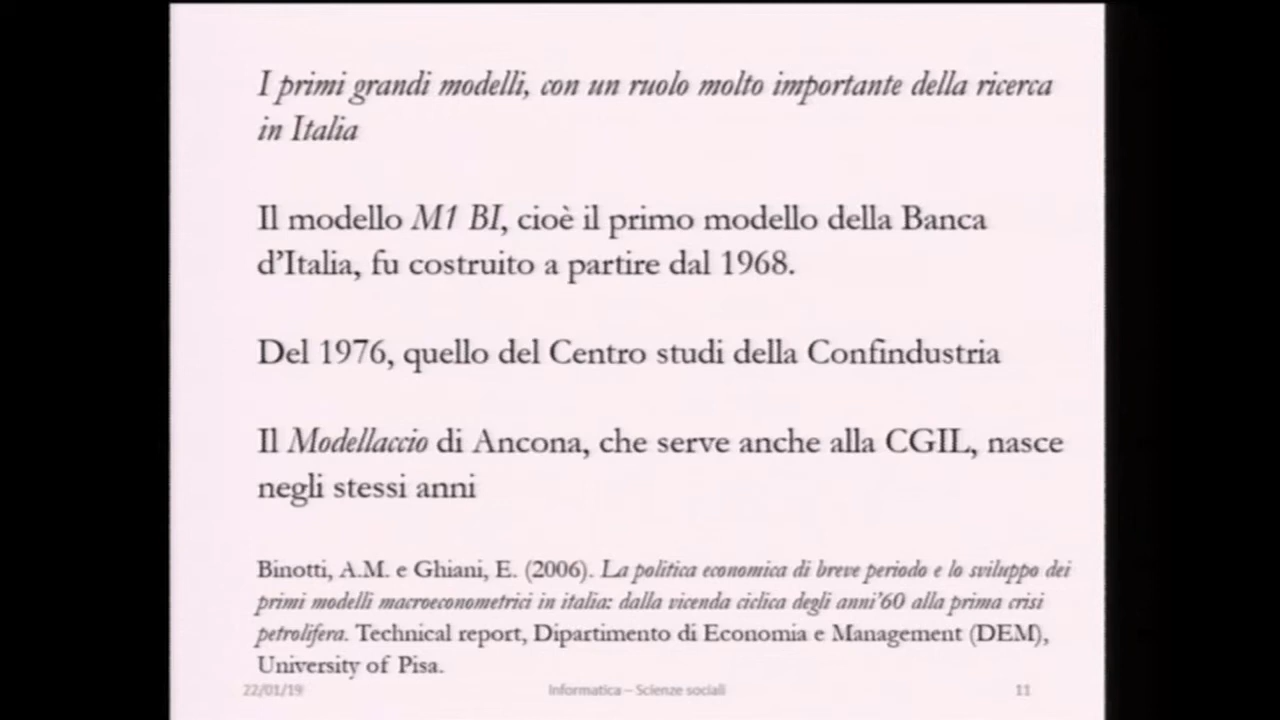 I primi grandi modelli, con un ruolo molto importante della ricerca
in Italia
Il modello M1 BI, cioè il primo modello della Banca
d’Italia, fu costruito a partire dal 1968.
Del 1976, quello del Centro studi della Confindustria
Il Modellaccio di Ancona, che serve anche alla CGIL, nasce
negli stessi anni
Binotti, A.M. e Ghiani, E. (2006). La politica economica di breve periodo e lo sviluppo dei
primi modelli macroeconometrici in italia: dalla vicenda ciclica degli anni’60 alla prima crisi
petrolifera. Technical report, Dipartimento di Economia e Management (DEM),
University of Pisa.
22/01/19 Informatica – Scienze sociali 11